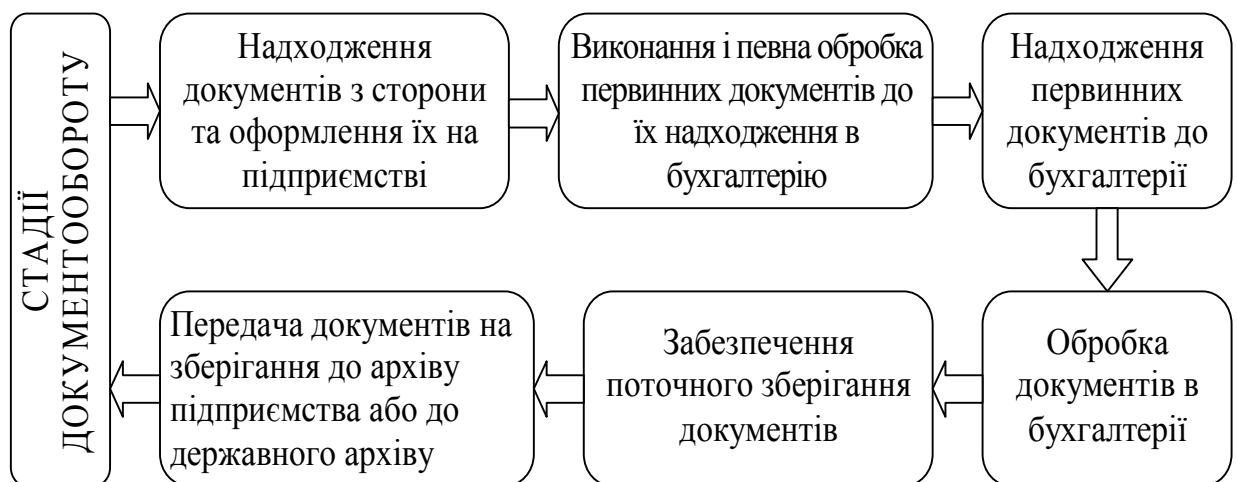 СТАДІЇ
ДОКУМЕНТООБОРОТУ
Надходження
документів з сторони
та оформлення їх на
підприємстві
Виконання і певна обробка
первинних документів до
їх надходження в
бухгалтерію
Надходження
первинних
документів до
бухгалтерії
Обробка
документів в
бухгалтерії
Забезпечення
поточного зберігання
документів
Передача документів на
зберігання до архіву
підприємства або до
державного архіву